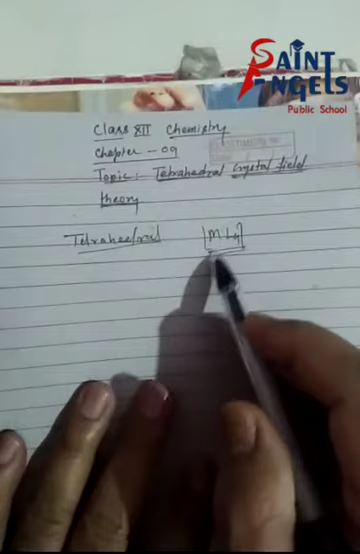 SAINT
ANGELS
Public School
Class XII Chemistry
Chapter - 09
Topic: Tetrahedral Crystal field
theory
Tetrahedral [ML4]